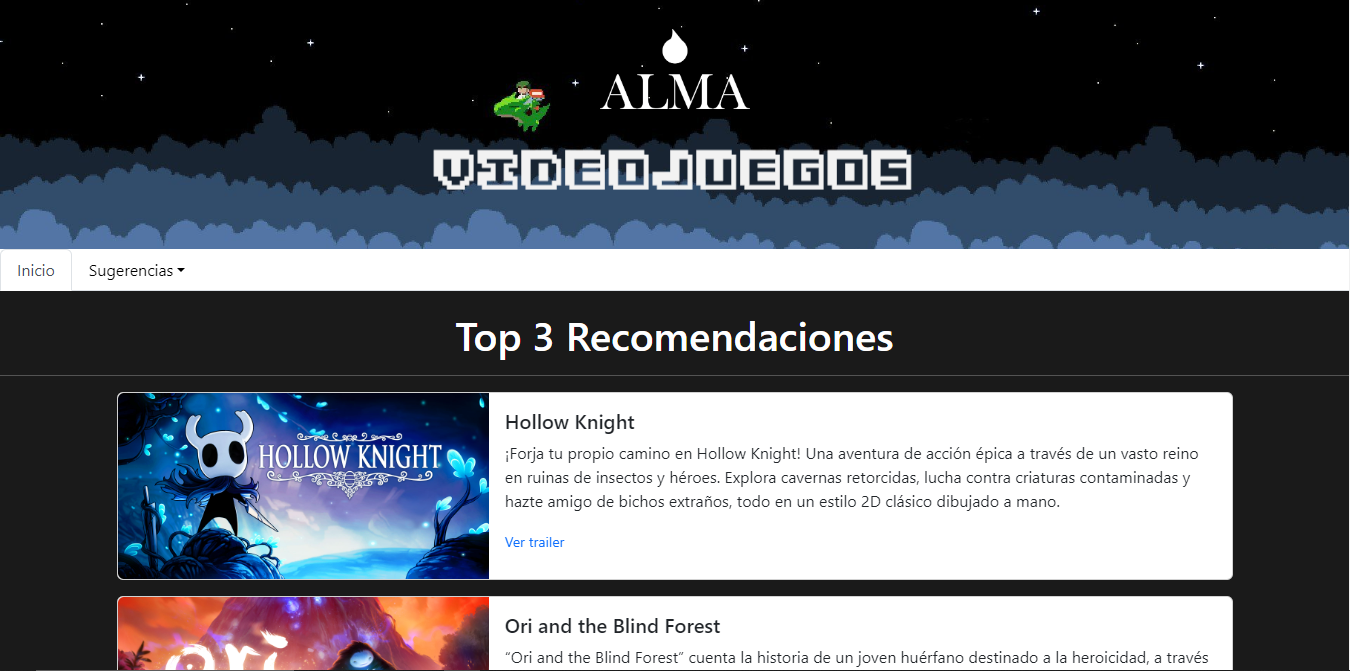 ALMA
VIDEOJUEGOS
Inicio
Sugerencias
Top 3 Recomendaciones
HOLLOW KNIGHT
Hollow Knight
¡Forja tu propio camino en Hollow Knight! Una aventura de acción épica a través de un vasto reino
en ruinas de insectos y héroes. Explora cavernas retorcidas, lucha contra criaturas contaminadas y
hazte amigo de bichos extraños, todo en un estilo 2D clásico dibujado a mano.
Ver trailer
Ori
Ori and the Blind Forest
“Ori and the Blind Forest” cuenta la historia de un joven huérfano destinado a la heroicidad, a través